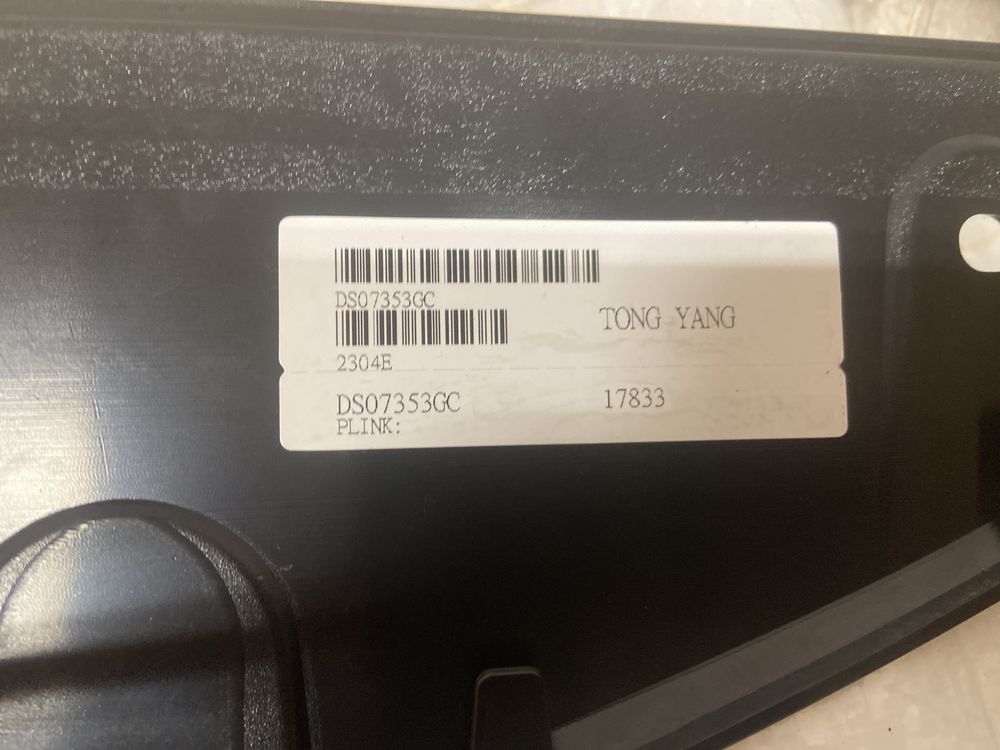 DS07353GC
TONG YANG
2304E
DS07353GC 17833
PLINK: